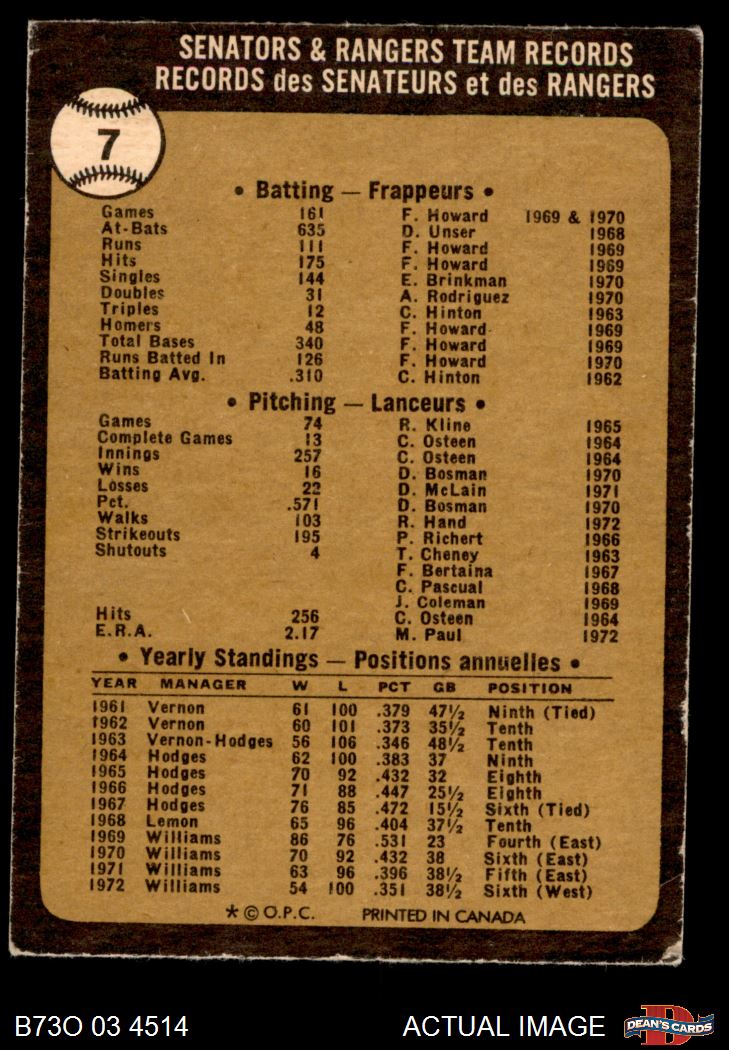 SENATORS & RANGERS TEAM RECORDS
RECORDS des SENATEURS et des RANGERS
7
• Batting — Frappeurs •
Games 161 F. Howard 1969 & 1970
At-Bats 635 D. Unser 1968
Runs 111 F. Howard 1969
Hits 175 F. Howard 1969
Singles 144 E. Brinkman 1970
Doubles 31 A. Rodriguez 1970
Triples 12 C. Hinton 1963
Homers 48 F. Howard 1969
Total Bases 340 F. Howard 1969
Runs Batted In 126 F. Howard 1970
Batting Avg. .310 C. Hinton 1962
• Pitching — Lanceurs •
Games 74 R. Kline 1965
Complete Games 13 C. Osteen 1964
Innings 257 C. Osteen 1964
Wins 16 D. Bosman 1970
Losses 22 D. McLain 1971
Pct. .571 D. Bosman 1970
Walks 103 R. Hand 1972
Strikeouts 195 P. Richert 1966
Shutouts 4 T. Cheney 1963
F. Bertaina 1967
C. Pascual 1968
J. Coleman 1969
Hits 256 C. Osteen 1964
E.R.A. 2.17 M. Paul 1972
• Yearly Standings — Positions annuelles •
YEAR MANAGER W L PCT GB POSITION
1961 Vernon 61 100 .379 47½ Ninth (Tied)
1962 Vernon 60 101 .373 35½ Tenth
1963 Vernon-Hodges 56 106 .346 48½ Tenth
1964 Hodges 62 100 .383 37 Ninth
1965 Hodges 70 92 .432 32 Eighth
1966 Hodges 71 88 .447 25½ Eighth
1967 Hodges 76 85 .472 15½ Sixth (Tied)
1968 Lemon 65 96 .404 37½ Tenth
1969 Williams 86 76 .531 23 Fourth (East)
1970 Williams 70 92 .432 38 Sixth (East)
1971 Williams 63 96 .396 38½ Fifth (East)
1972 Williams 54 100 .351 38½ Sixth (West)
* © O.P.C. PRINTED IN CANADA
B73O 03 4514 ACTUAL IMAGE D DEAN'S CARDS